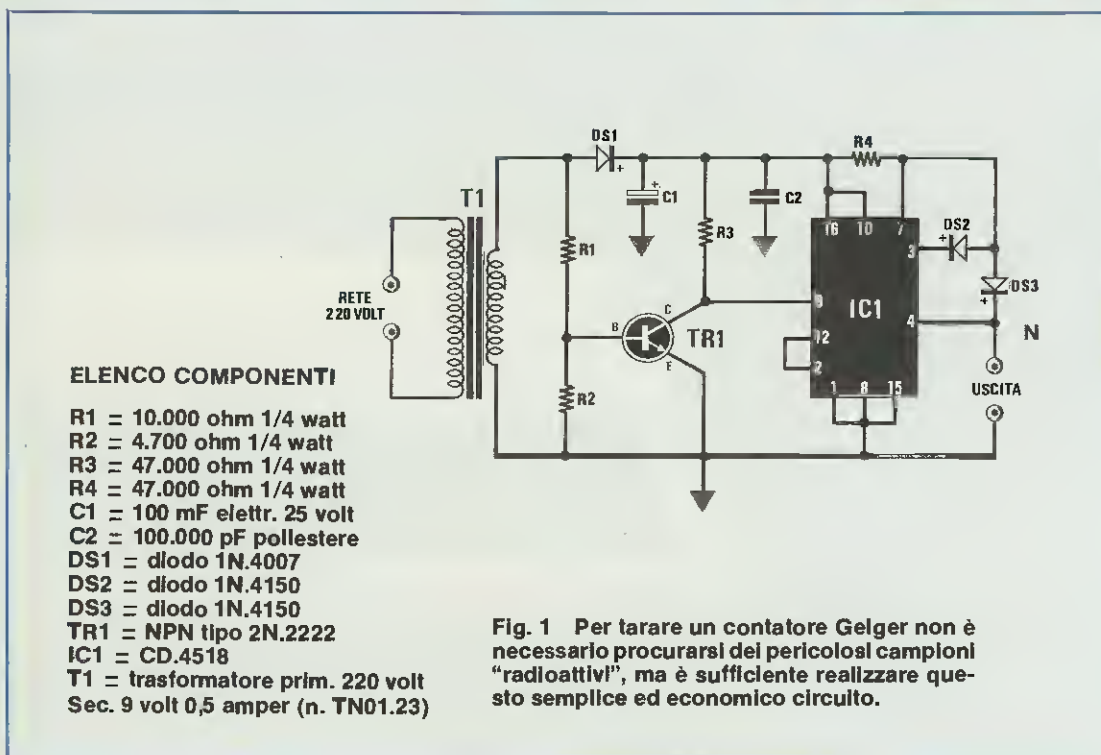 DS1
R4
T1
C1
C2
16 10 7
DS2
R3
3
R1
DS3
RETE
220 VOLT
9
IC1
4
N
C
B
TR1
E
12
2
R2
1 8 15
USCITA
ELENCO COMPONENTI
R1 = 10.000 ohm 1/4 watt
R2 = 4.700 ohm 1/4 watt
R3 = 47.000 ohm 1/4 watt
R4 = 47.000 ohm 1/4 watt
C1 = 100 mF elettr. 25 volt
C2 = 100.000 pF poliestere
DS1 = diodo 1N.4007
DS2 = diodo 1N.4150
DS3 = diodo 1N.4150
TR1 = NPN tipo 2N.2222
IC1 = CD.4518
T1 = trasformatore prim. 220 volt
Sec. 9 volt 0,5 amper (n. TN01.23)
Fig. 1 Per tarare un contatore Geiger non è
necessario procurarsi dei pericolosi campioni
"radioattivi", ma è sufficiente realizzare que-
sto semplice ed economico circuito.